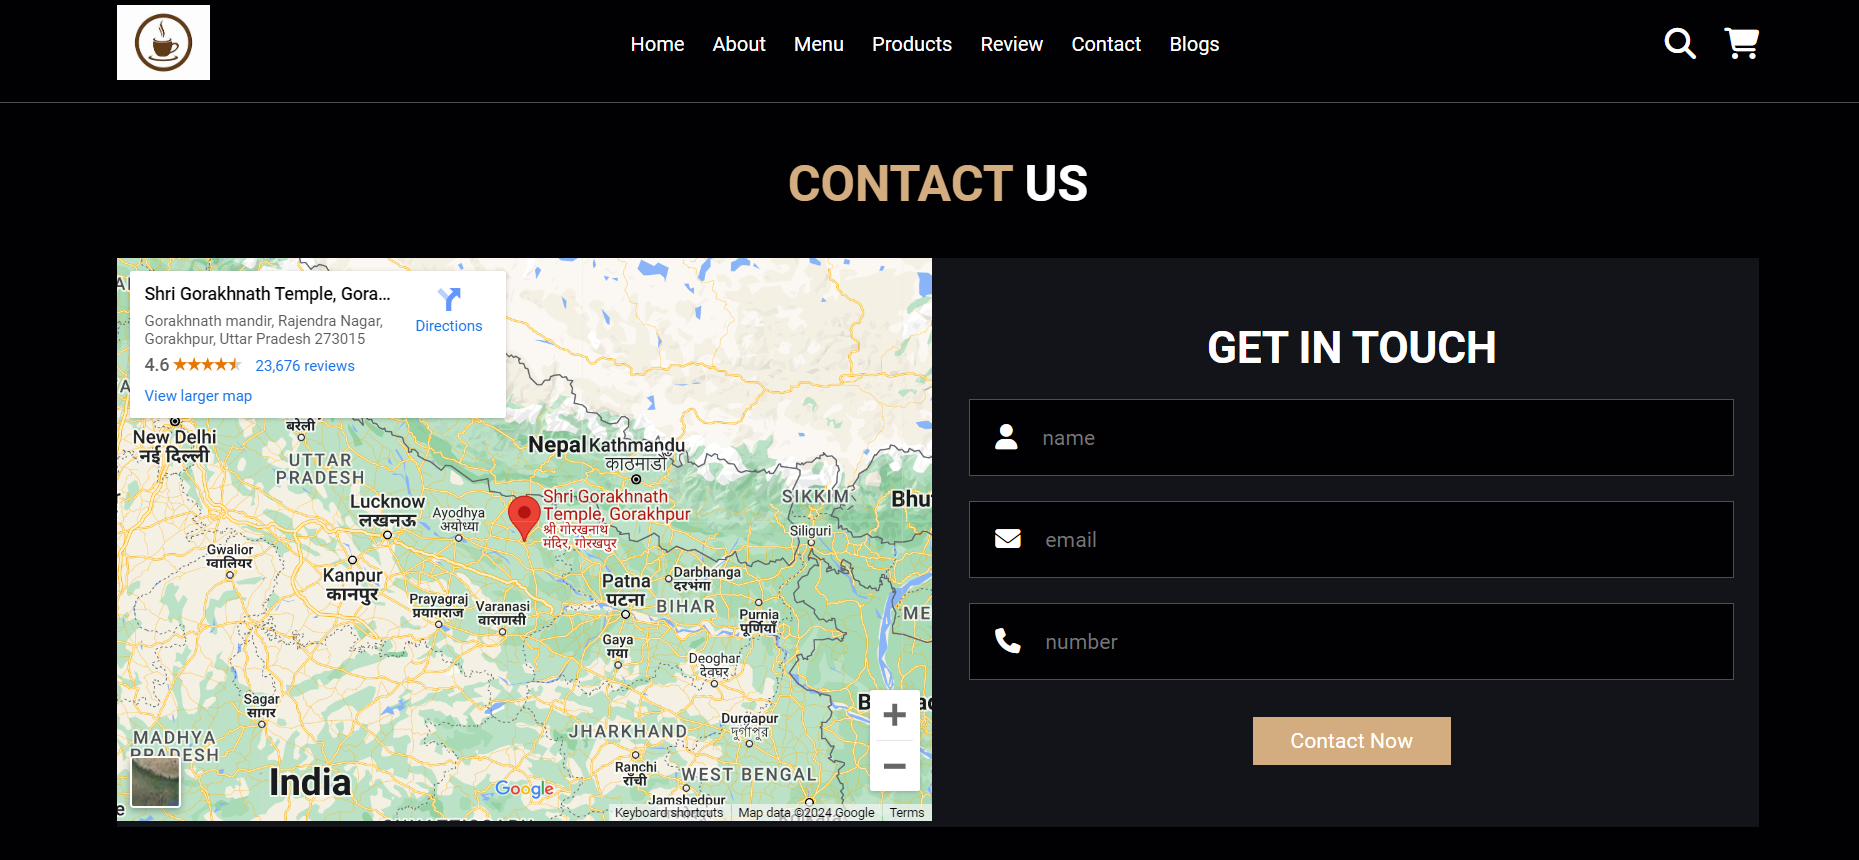 Home About Menu Products Review Contact Blogs
CONTACT US
Shri Gorakhnath Temple, Gora...
Directions
Gorakhnath mandir, Rajendra Nagar,
Gorakhpur, Uttar Pradesh 273015
4.6
23,676 reviews
View larger map
New Delhi
नई दिल्ली
बरेली
UTTAR
PRADESH
Nepal
Kathmandu
काठमाडौँ
Lucknow
लखनऊ
Ayodhya
अयोध्या
Shri Gorakhnath
Temple, Gorakhpur
श्री गोरखनाथ
मंदिर, गोरखपुर
SIKKIM
Bhu
Siliguri
Gwalior
ग्वालियर
Kanpur
कानपुर
Prayagraj
प्रयागराज
Varanasi
वाराणसी
Patna
पटना
Darbhanga
दरभंगा
BIHAR
Purnia
पूर्णियाँ
ME
Gaya
गया
Deoghar
देवघर
Sagar
सागर
MADHYA
PRADESH
India
JHARKHAND
Durgapur
দুর্গাপুর
Ranchi
राँची
WEST BENGAL
Jamshedpur
Google
Keyboard shortcuts
Map data ©2024 Google
Terms
GET IN TOUCH
name
email
number
Contact Now